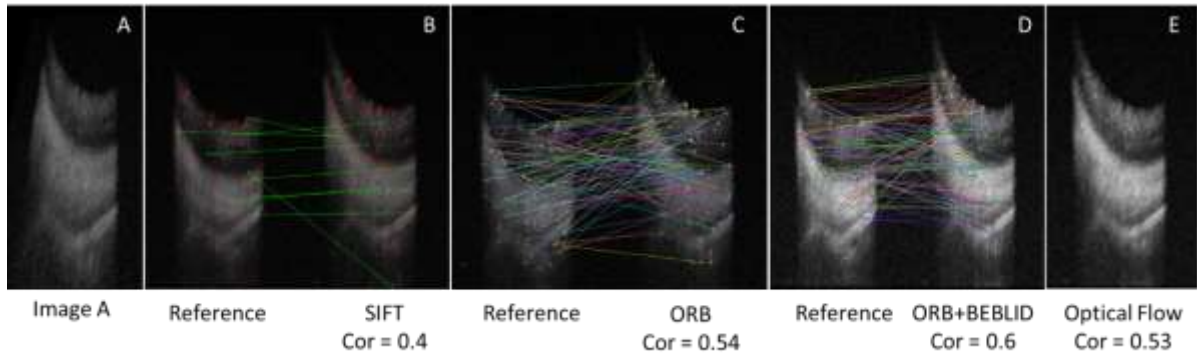 A
B
C
D
E
Image A
Reference
SIFT
Cor = 0.4
Reference
ORB
Cor = 0.54
Reference
ORB+BEBLID
Cor = 0.6
Optical Flow
Cor = 0.53